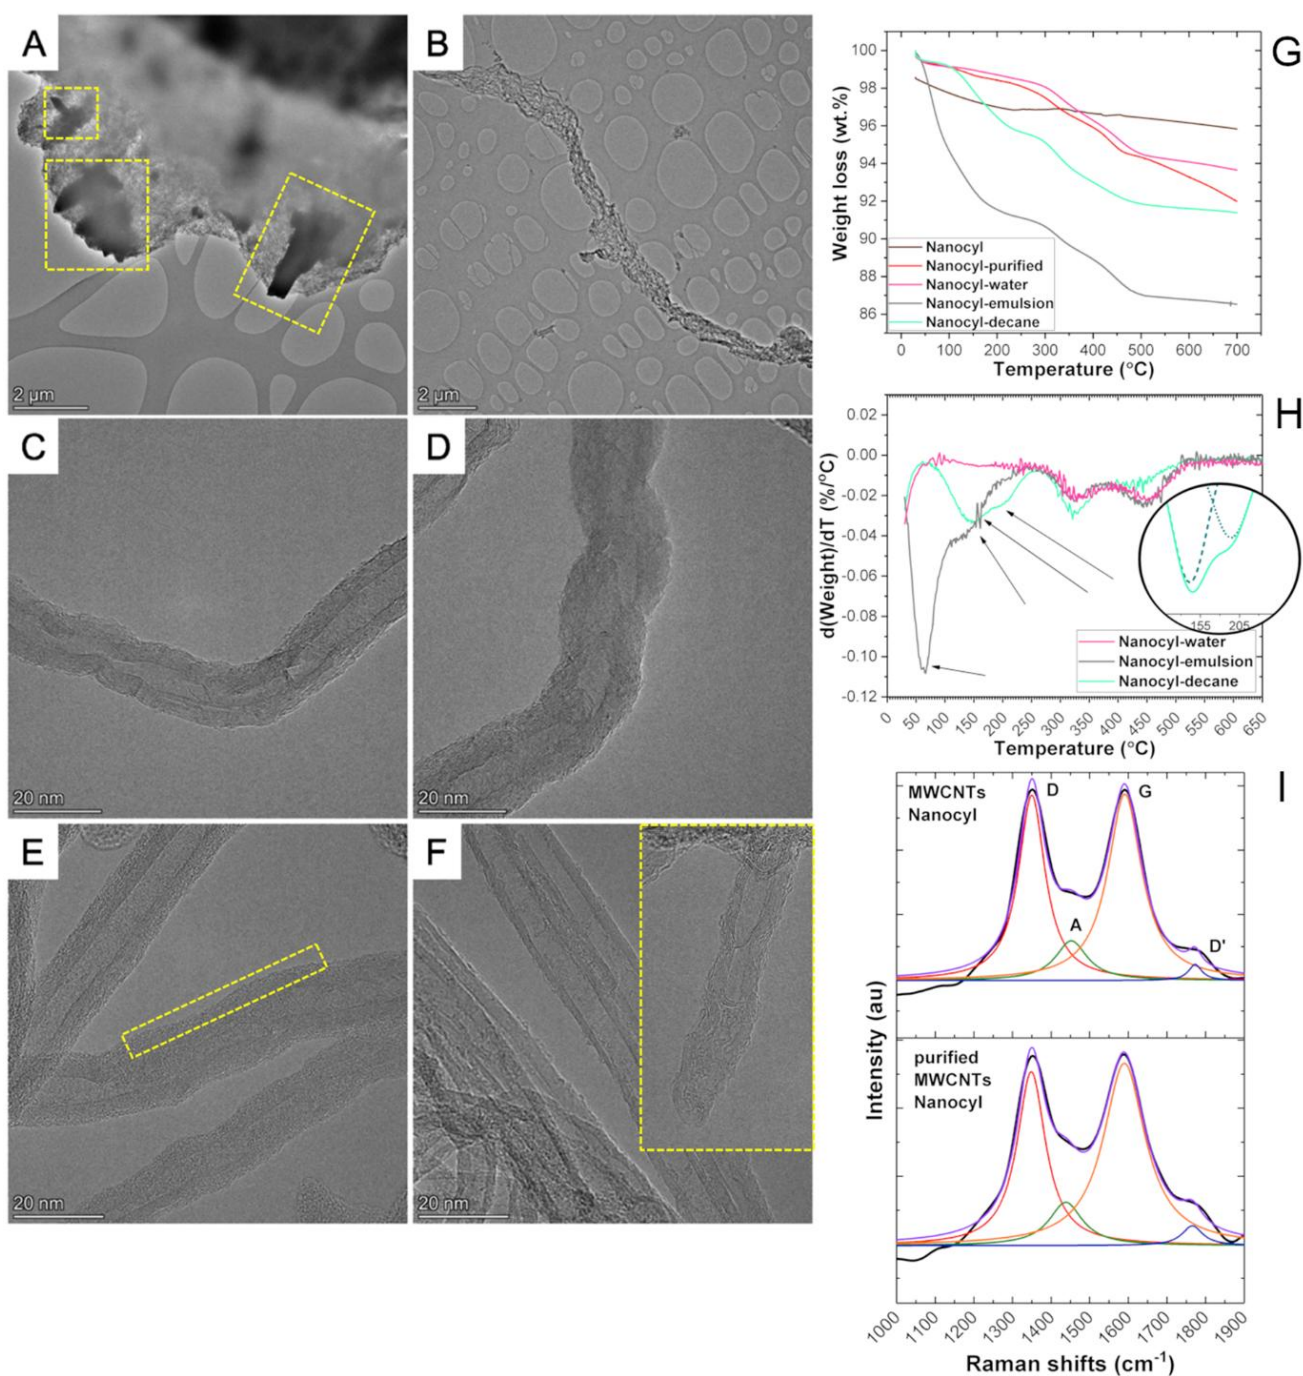 A
2 µm
B
2 µm
C
20 nm
D
20 nm
E
20 nm
F
20 nm
G
Weight loss (wt.%)
100
98
96
94
92
90
88
86
Nanocyl
Nanocyl-purified
Nanocyl-water
Nanocyl-emulsion
Nanocyl-decane
0 100 200 300 400 500 600 700
Temperature (°C)
H
d(Weight)/dT (%/°C)
0.02
0.00
-0.02
-0.04
-0.06
-0.08
-0.10
-0.12
155 205
Nanocyl-water
Nanocyl-emulsion
Nanocyl-decane
0 50 100 150 200 250 300 350 400 450 500 550 600 650
Temperature (°C)
I
Intensity (au)
MWCNTs
Nanocyl
D
G
A
D'
purified
MWCNTs
Nanocyl
1000 1100 1200 1300 1400 1500 1600 1700 1800 1900
Raman shifts (cm⁻¹)